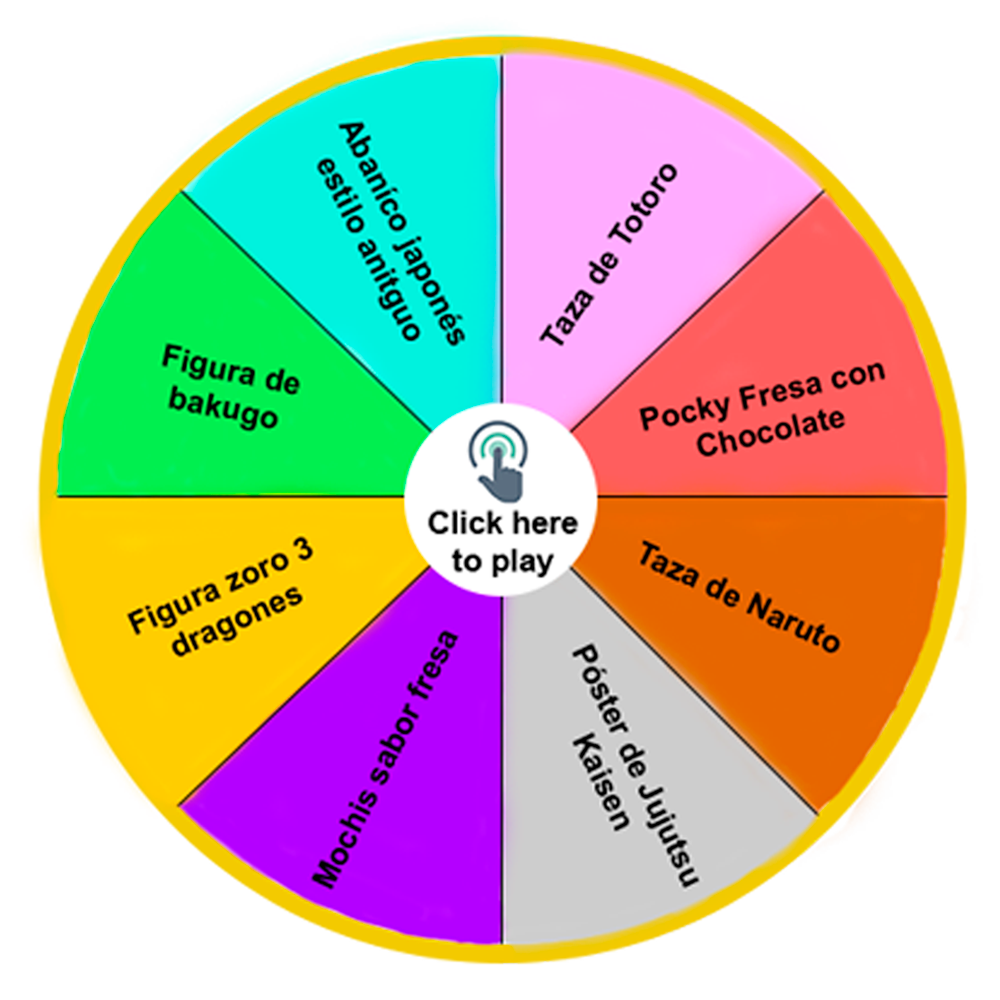 Abaníco japonés
estilo anitguo
Taza de Totoro
Pocky Fresa con
Chocolate
Taza de Naruto
Póster de Jujutsu
Kaisen
Mochis sabor fresa
Figura zoro 3
dragones
Figura de
bakugo
Click here
to play